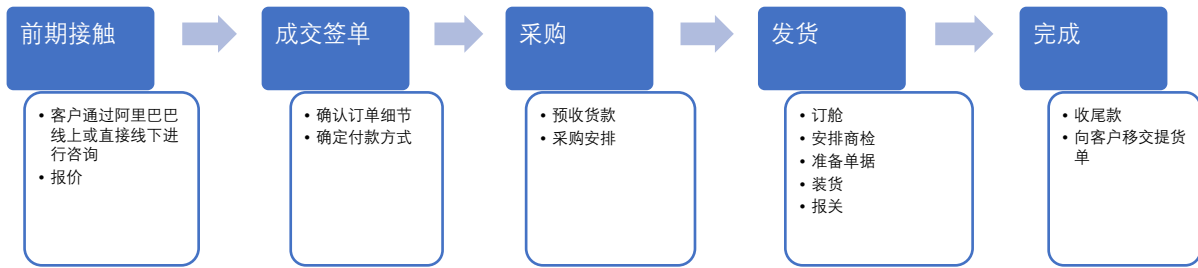 前期接触
• 客户通过阿里巴巴
线上或直接线下进
行咨询
• 报价
成交签单
• 确认订单细节
• 确定付款方式
采购
• 预收货款
• 采购安排
发货
• 订舱
• 安排商检
• 准备单据
• 装货
• 报关
完成
• 收尾款
• 向客户移交提货
单